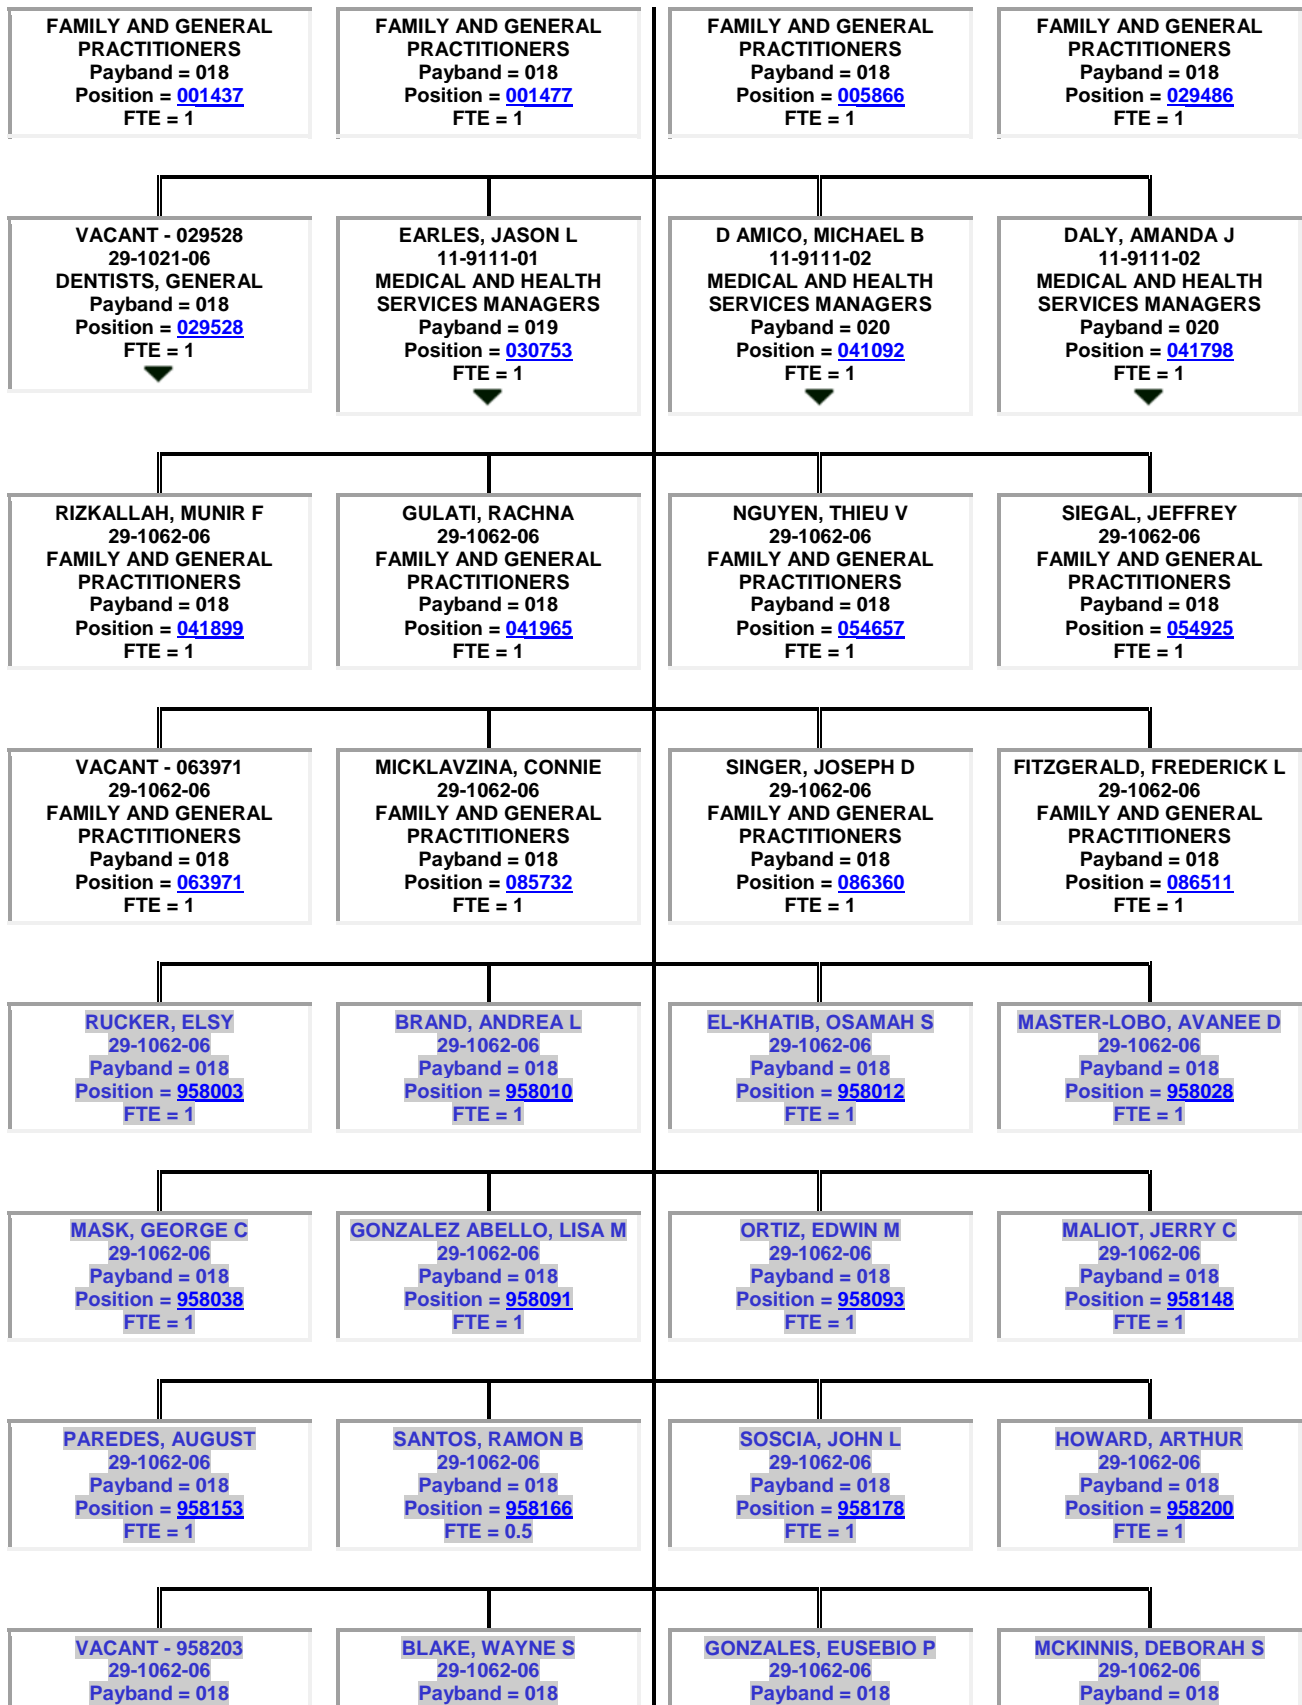 FAMILY AND GENERAL
PRACTITIONERS
Payband = 018
Position = 001437
FTE = 1
FAMILY AND GENERAL
PRACTITIONERS
Payband = 018
Position = 001477
FTE = 1
FAMILY AND GENERAL
PRACTITIONERS
Payband = 018
Position = 005866
FTE = 1
FAMILY AND GENERAL
PRACTITIONERS
Payband = 018
Position = 029486
FTE = 1
VACANT - 029528
29-1021-06
DENTISTS, GENERAL
Payband = 018
Position = 029528
FTE = 1
EARLES, JASON L
11-9111-01
MEDICAL AND HEALTH
SERVICES MANAGERS
Payband = 019
Position = 030753
FTE = 1
D AMICO, MICHAEL B
11-9111-02
MEDICAL AND HEALTH
SERVICES MANAGERS
Payband = 020
Position = 041092
FTE = 1
DALY, AMANDA J
11-9111-02
MEDICAL AND HEALTH
SERVICES MANAGERS
Payband = 020
Position = 041798
FTE = 1
RIZKALLAH, MUNIR F
29-1062-06
FAMILY AND GENERAL
PRACTITIONERS
Payband = 018
Position = 041899
FTE = 1
GULATI, RACHNA
29-1062-06
FAMILY AND GENERAL
PRACTITIONERS
Payband = 018
Position = 041965
FTE = 1
NGUYEN, THIEU V
29-1062-06
FAMILY AND GENERAL
PRACTITIONERS
Payband = 018
Position = 054657
FTE = 1
SIEGAL, JEFFREY
29-1062-06
FAMILY AND GENERAL
PRACTITIONERS
Payband = 018
Position = 054925
FTE = 1
VACANT - 063971
29-1062-06
FAMILY AND GENERAL
PRACTITIONERS
Payband = 018
Position = 063971
FTE = 1
MICKLAVZINA, CONNIE
29-1062-06
FAMILY AND GENERAL
PRACTITIONERS
Payband = 018
Position = 085732
FTE = 1
SINGER, JOSEPH D
29-1062-06
FAMILY AND GENERAL
PRACTITIONERS
Payband = 018
Position = 086360
FTE = 1
FITZGERALD, FREDERICK L
29-1062-06
FAMILY AND GENERAL
PRACTITIONERS
Payband = 018
Position = 086511
FTE = 1
RUCKER, ELSY
29-1062-06
Payband = 018
Position = 958003
FTE = 1
BRAND, ANDREA L
29-1062-06
Payband = 018
Position = 958010
FTE = 1
EL-KHATIB, OSAMAH S
29-1062-06
Payband = 018
Position = 958012
FTE = 1
MASTER-LOBO, AVANEE D
29-1062-06
Payband = 018
Position = 958028
FTE = 1
MASK, GEORGE C
29-1062-06
Payband = 018
Position = 958038
FTE = 1
GONZALEZ ABELLO, LISA M
29-1062-06
Payband = 018
Position = 958091
FTE = 1
ORTIZ, EDWIN M
29-1062-06
Payband = 018
Position = 958093
FTE = 1
MALIOT, JERRY C
29-1062-06
Payband = 018
Position = 958148
FTE = 1
PAREDES, AUGUST
29-1062-06
Payband = 018
Position = 958153
FTE = 1
SANTOS, RAMON B
29-1062-06
Payband = 018
Position = 958166
FTE = 0.5
SOSCIA, JOHN L
29-1062-06
Payband = 018
Position = 958178
FTE = 1
HOWARD, ARTHUR
29-1062-06
Payband = 018
Position = 958200
FTE = 1
VACANT - 958203
29-1062-06
Payband = 018
BLAKE, WAYNE S
29-1062-06
Payband = 018
GONZALES, EUSEBIO P
29-1062-06
Payband = 018
MCKINNIS, DEBORAH S
29-1062-06
Payband = 018